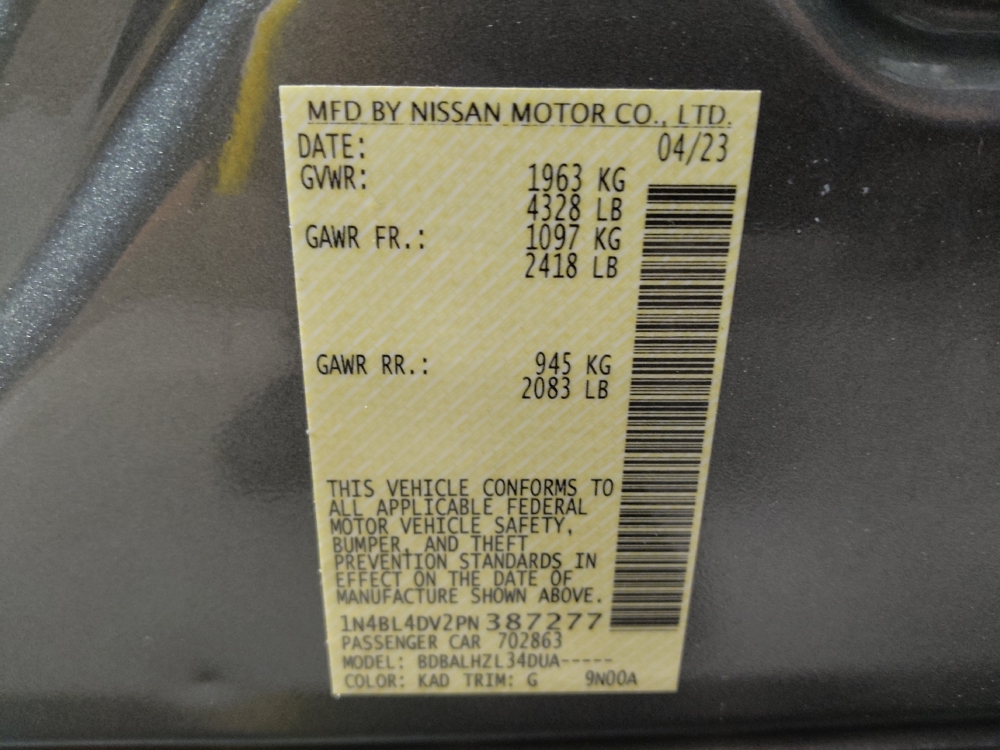 MFD BY NISSAN MOTOR CO., LTD.
DATE: 04/23
GVWR: 1963 KG
4328 LB
GAWR FR.: 1097 KG
2418 LB
GAWR RR.: 945 KG
2083 LB
THIS VEHICLE CONFORMS TO
ALL APPLICABLE FEDERAL
MOTOR VEHICLE SAFETY,
BUMPER, AND THEFT
PREVENTION STANDARDS IN
EFFECT ON THE DATE OF
MANUFACTURE SHOWN ABOVE.
1N4BL4DV2PN387277
PASSENGER CAR 702863
MODEL: BDBALHZL34DUA-----
COLOR: KAD TRIM: G 9N00A